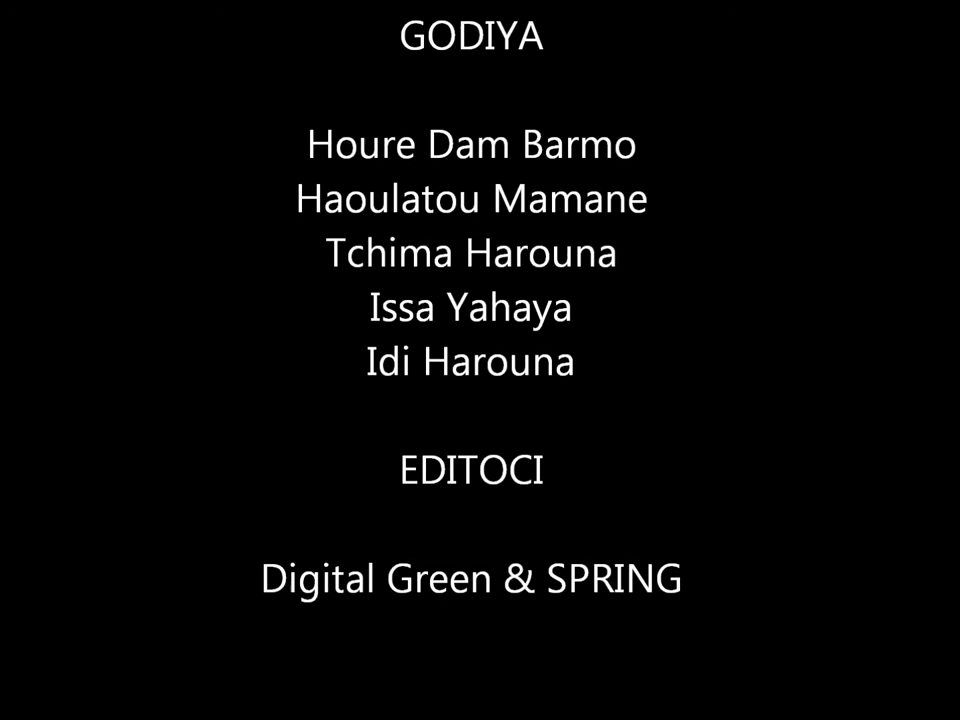 GODIYA
Houre Dam Barmo
Haoulatou Mamane
Tchima Harouna
Issa Yahaya
Idi Harouna
EDITOCI
Digital Green & SPRING